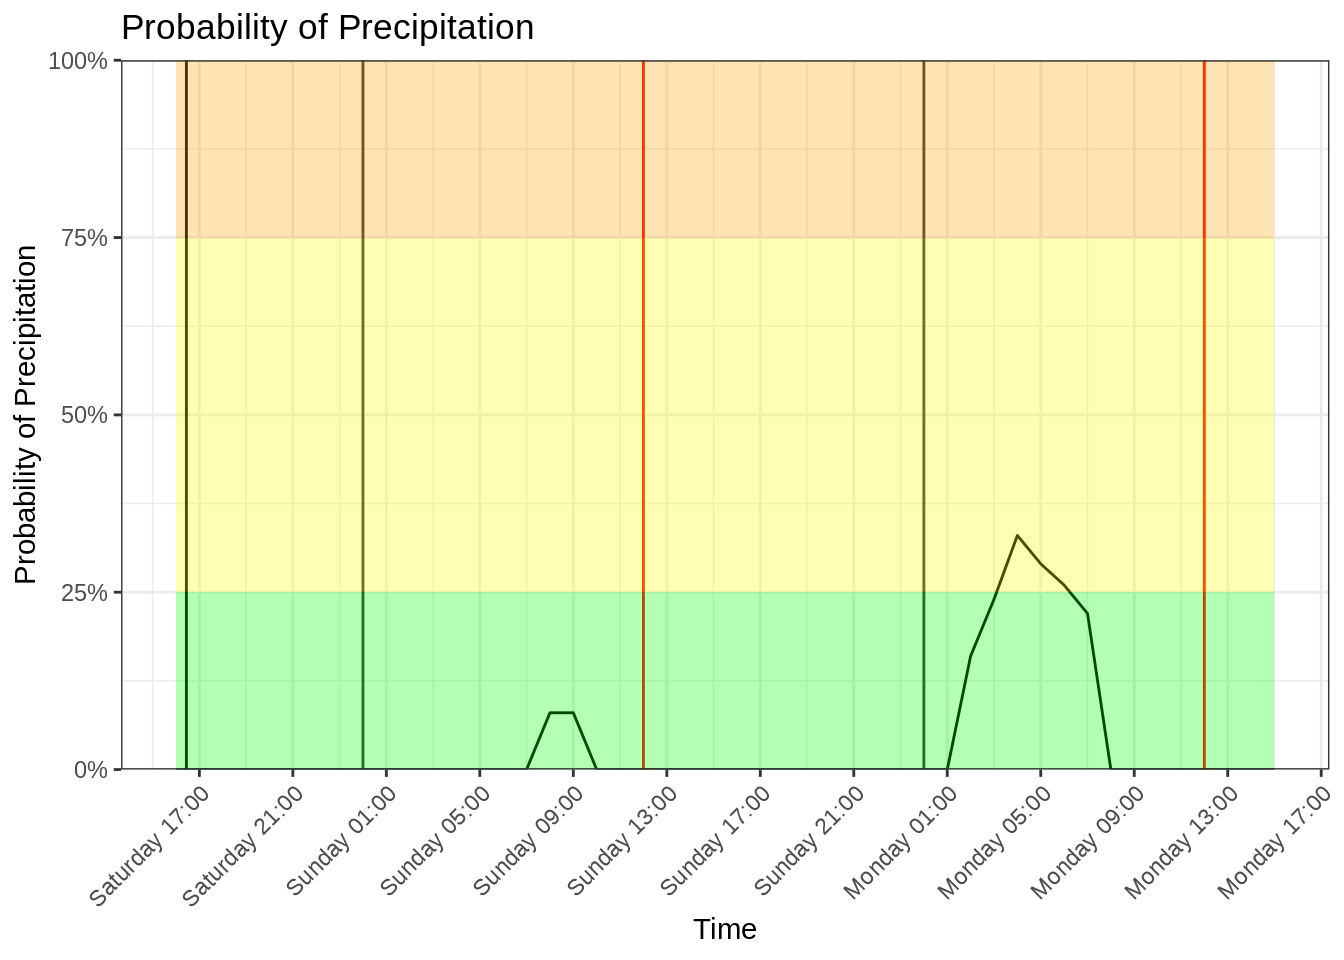 Probability of Precipitation
Probability of Precipitation
100%
75%
50%
25%
0%
Saturday 17:00
Saturday 21:00
Sunday 01:00
Sunday 05:00
Sunday 09:00
Sunday 13:00
Sunday 17:00
Sunday 21:00
Monday 01:00
Monday 05:00
Monday 09:00
Monday 13:00
Monday 17:00
Time